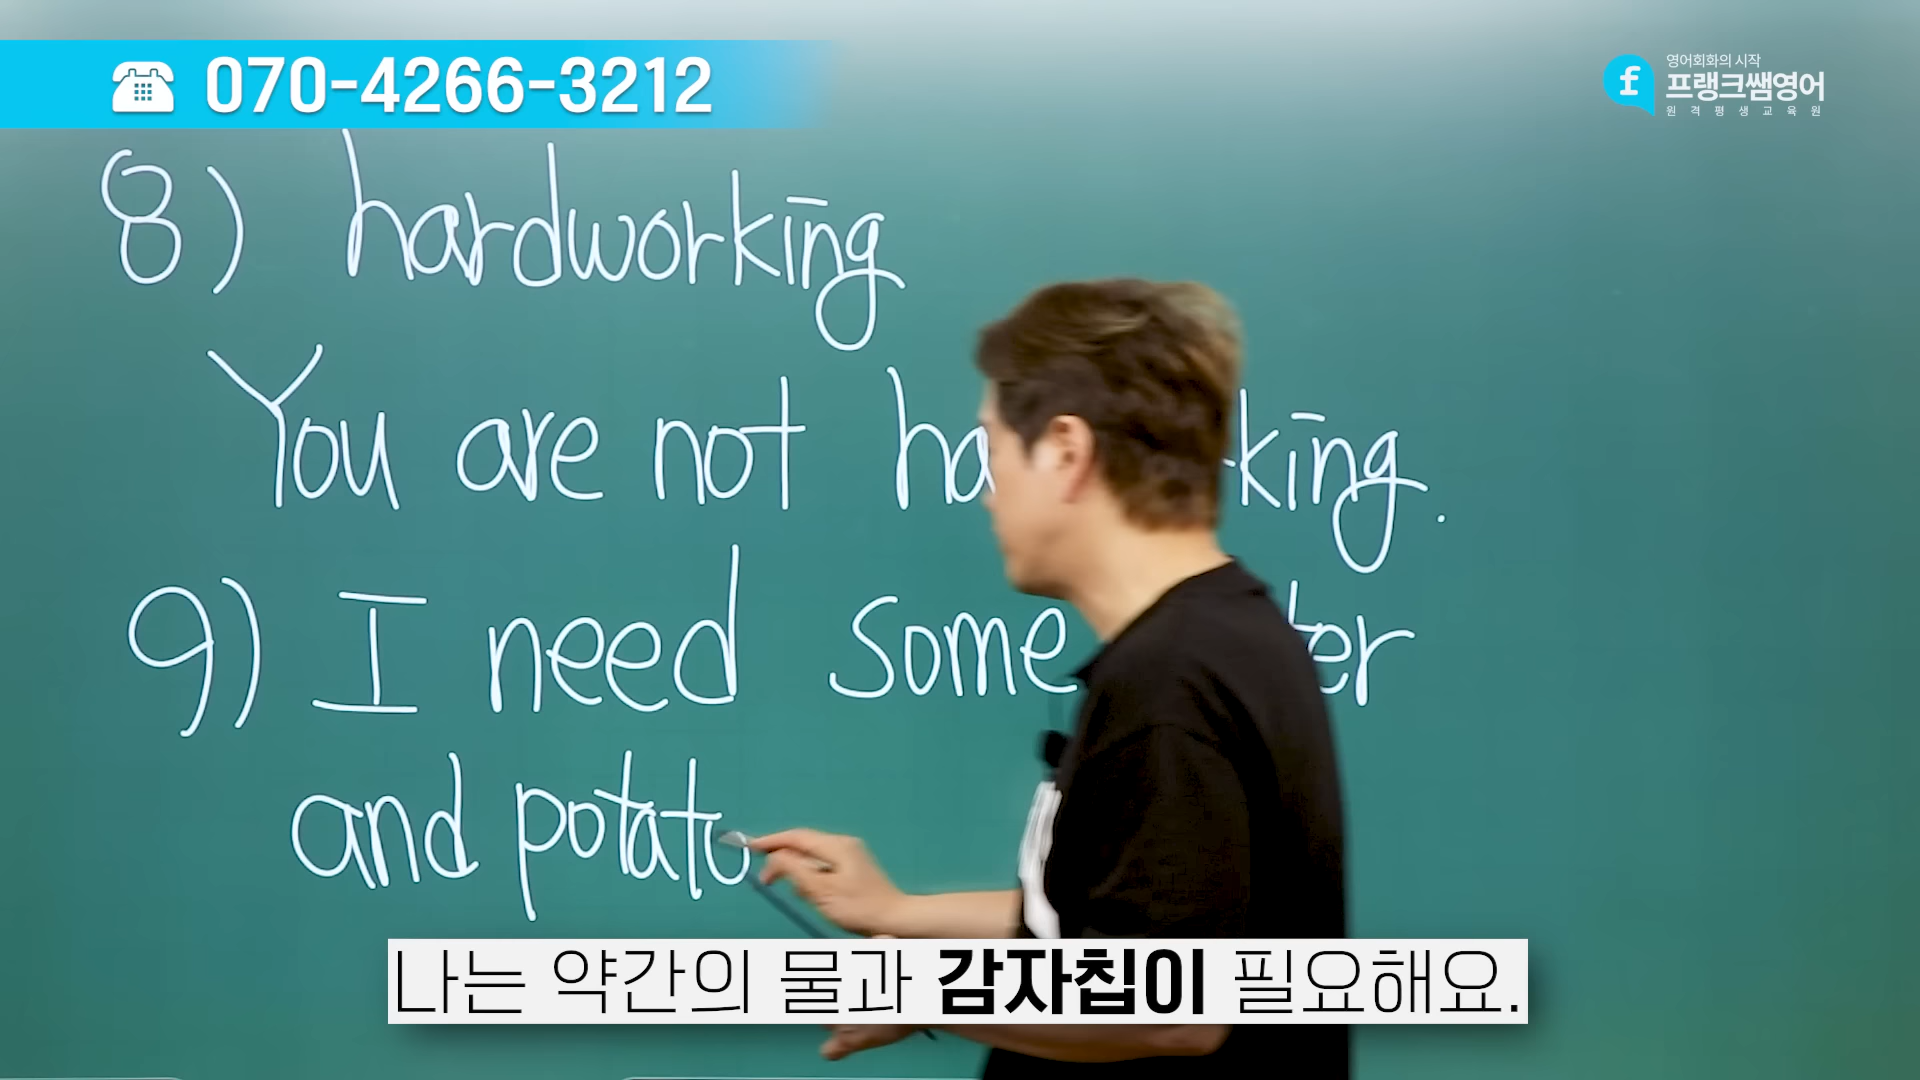 070-4266-3212
영어회화의 시작
프랭크쌤영어
원격평생교육원
8) hardworking
You are not ha king.
9) I need some ter
and potato
나는 약간의 물과 감자칩이 필요해요.